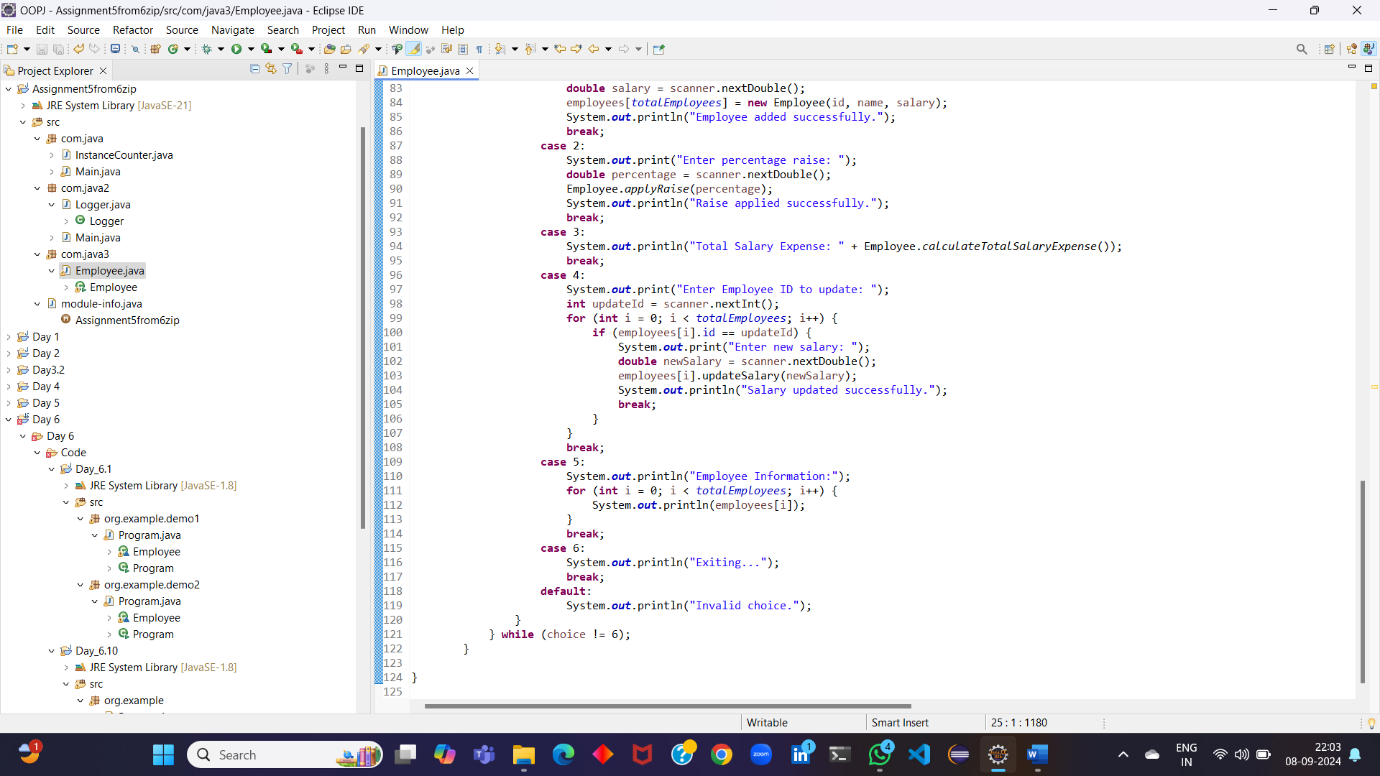 OOPJ - Assignment5from6zip/src/com/java3/Employee.java - Eclipse IDE
File Edit Source Refactor Source Navigate Search Project Run Window Help
Project Explorer
Employee.java
Assignment5from6zip
JRE System Library [JavaSE-21]
src
com.java
InstanceCounter.java
Main.java
com.java2
Logger.java
Logger
Main.java
com.java3
Employee.java
Employee
module-info.java
Assignment5from6zip
Day 1
Day 2
Day3.2
Day 4
Day 5
Day 6
Day 6
Code
Day_6.1
JRE System Library [JavaSE-1.8]
src
org.example.demo1
Program.java
Employee
Program
org.example.demo2
Program.java
Employee
Program
Day_6.10
JRE System Library [JavaSE-1.8]
src
org.example
83 double salary = scanner.nextDouble();
84 employees[totalEmployees] = new Employee(id, name, salary);
85 System.out.println("Employee added successfully.");
86 break;
87 case 2:
88 System.out.print("Enter percentage raise: ");
89 double percentage = scanner.nextDouble();
90 Employee.applyRaise(percentage);
91 System.out.println("Raise applied successfully.");
92 break;
93 case 3:
94 System.out.println("Total Salary Expense: " + Employee.calculateTotalSalaryExpense());
95 break;
96 case 4:
97 System.out.print("Enter Employee ID to update: ");
98 int updateId = scanner.nextInt();
99 for (int i = 0; i < totalEmployees; i++) {
100 if (employees[i].id == updateId) {
101 System.out.print("Enter new salary: ");
102 double newSalary = scanner.nextDouble();
103 employees[i].updateSalary(newSalary);
104 System.out.println("Salary updated successfully.");
105 break;
106 }
107 }
108 break;
109 case 5:
110 System.out.println("Employee Information:");
111 for (int i = 0; i < totalEmployees; i++) {
112 System.out.println(employees[i]);
113 }
114 break;
115 case 6:
116 System.out.println("Exiting...");
117 break;
118 default:
119 System.out.println("Invalid choice.");
120 }
121 } while (choice != 6);
122 }
123
124 }
125
Writable Smart Insert 25 : 1 : 1180
1 Search zoom 1 4 ENG IN 22:03
08-09-2024